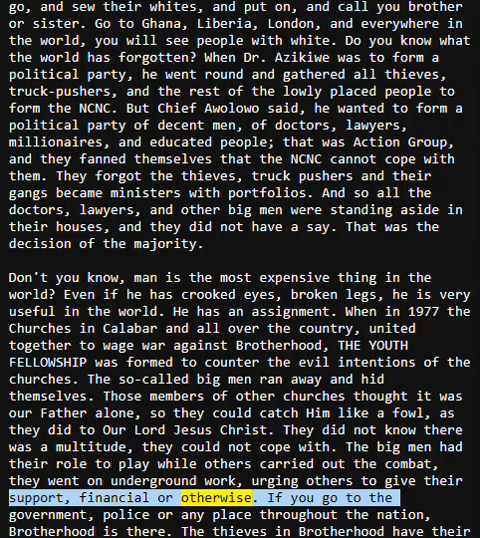 go, and sew their whites, and put on, and call you brother
or sister. Go to Ghana, Liberia, London, and everywhere in
the world, you will see people with white. Do you know what
the world has forgotten? When Dr. Azikiwe was to form a
political party, he went round and gathered all thieves,
truck-pushers, and the rest of the lowly placed people to
form the NCNC. But Chief Awolowo said, he wanted to form a
political party of decent men, of doctors, lawyers,
millionaires, and educated people; that was Action Group,
and they fanned themselves that the NCNC cannot cope with
them. They forgot the thieves, truck pushers and their
gangs became ministers with portfolios. And so all the
doctors, lawyers, and other big men were standing aside in
their houses, and they did not have a say. That was the
decision of the majority.
Don't you know, man is the most expensive thing in the
world? Even if he has crooked eyes, broken legs, he is very
useful in the world. He has an assignment. When in 1977 the
Churches in Calabar and all over the country, united
together to wage war against Brotherhood, THE YOUTH
FELLOWSHIP was formed to counter the evil intentions of the
churches. The so-called big men ran away and hid
themselves. Those members of other churches thought it was
our Father alone, so they could catch Him like a fowl, as
they did to Our Lord Jesus Christ. They did not know there
was a multitude, they could not cope with. The big men had
their role to play while others carried out the combat,
they went on underground work, urging others to give their
support, financial or otherwise. If you go to the
government, police or any place throughout the nation,
Brotherhood is there. The thieves in Brotherhood have their